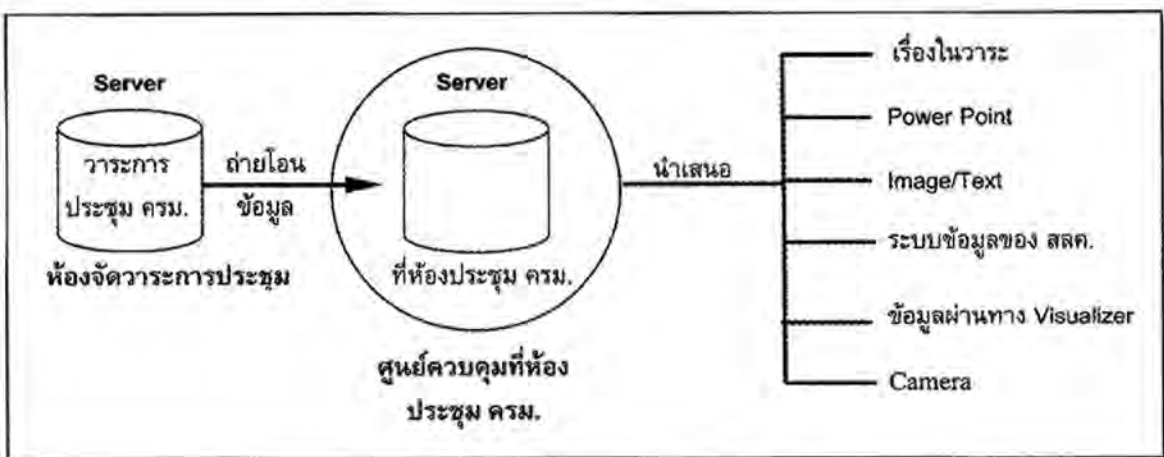 Server
วาระการ
ประชุม ครม.
ห้องจัดวาระการประชุม
ถ่ายโอน
ข้อมูล
Server
ที่ห้องประชุม ครม.
ศูนย์ควบคุมที่ห้อง
ประชุม ครม.
นำเสนอ
เรื่องในวาระ
Power Point
Image/Text
ระบบข้อมูลของ สลค.
ข้อมูลผ่านทาง Visualizer
Camera